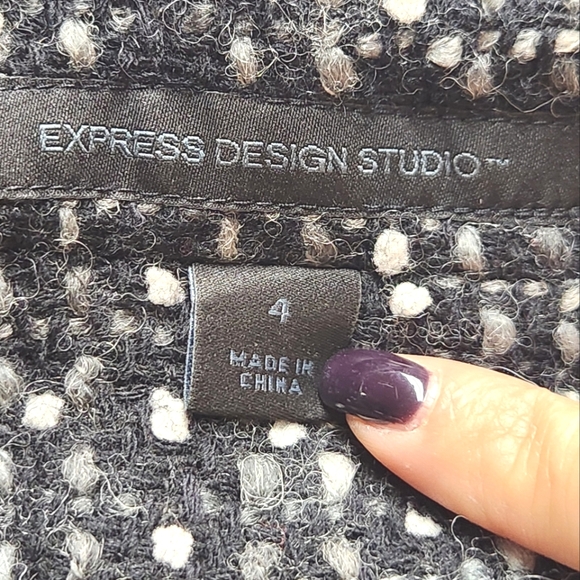 EXPRESS DESIGN STUDIO™
4
MADE IN
CHINA